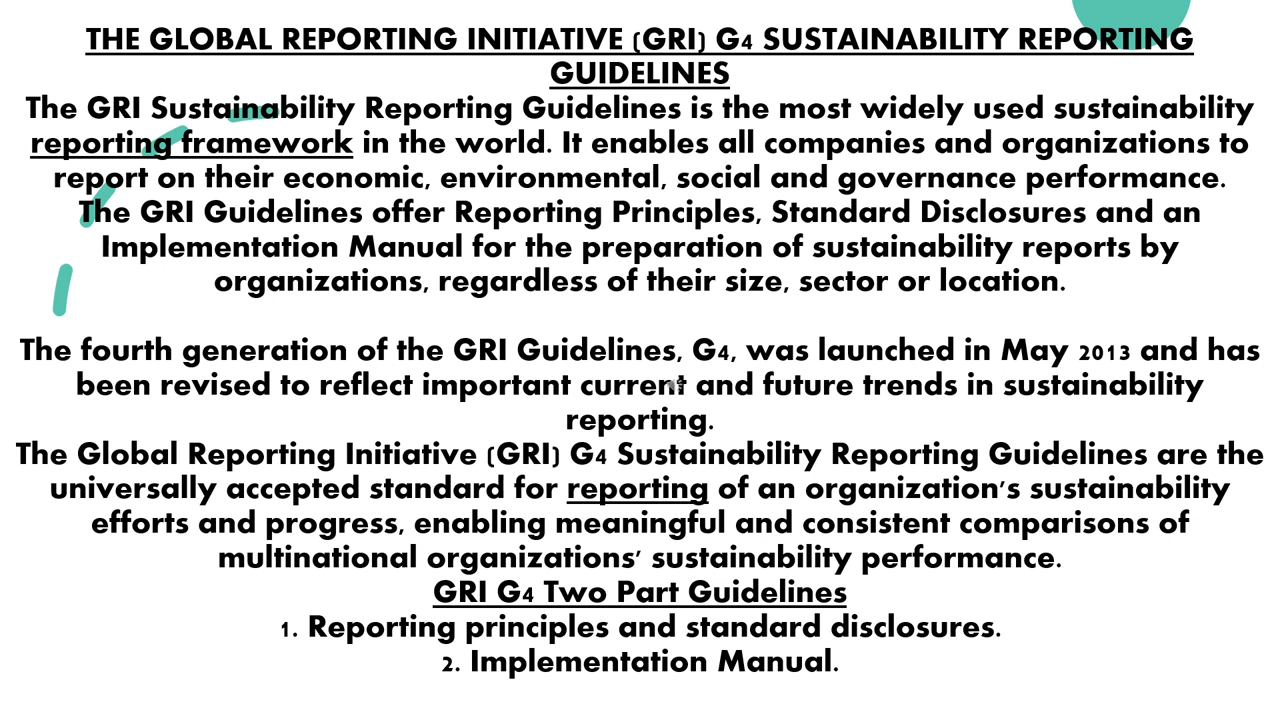 THE GLOBAL REPORTING INITIATIVE (GRI) G4 SUSTAINABILITY REPORTING
GUIDELINES
The GRI Sustainability Reporting Guidelines is the most widely used sustainability
reporting framework in the world. It enables all companies and organizations to
report on their economic, environmental, social and governance performance.
The GRI Guidelines offer Reporting Principles, Standard Disclosures and an
Implementation Manual for the preparation of sustainability reports by
organizations, regardless of their size, sector or location.
The fourth generation of the GRI Guidelines, G4, was launched in May 2013 and has
been revised to reflect important current and future trends in sustainability
reporting.
The Global Reporting Initiative (GRI) G4 Sustainability Reporting Guidelines are the
universally accepted standard for reporting of an organization's sustainability
efforts and progress, enabling meaningful and consistent comparisons of
multinational organizations' sustainability performance.
GRI G4 Two Part Guidelines
1. Reporting principles and standard disclosures.
2. Implementation Manual.